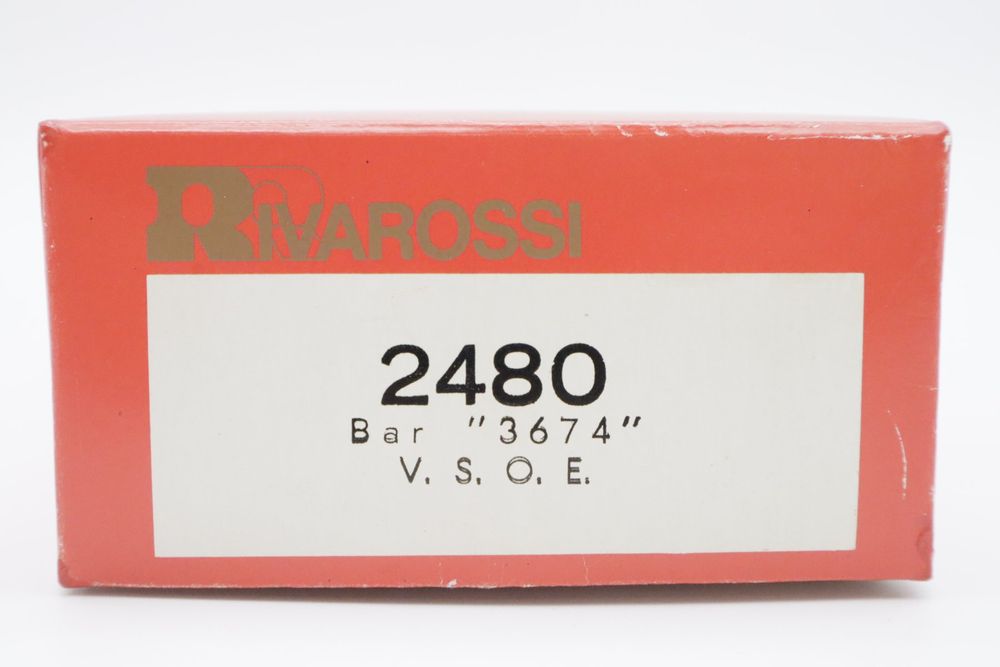 RIVAROSSI
2480
Bar "3674"
V. S. O. E.